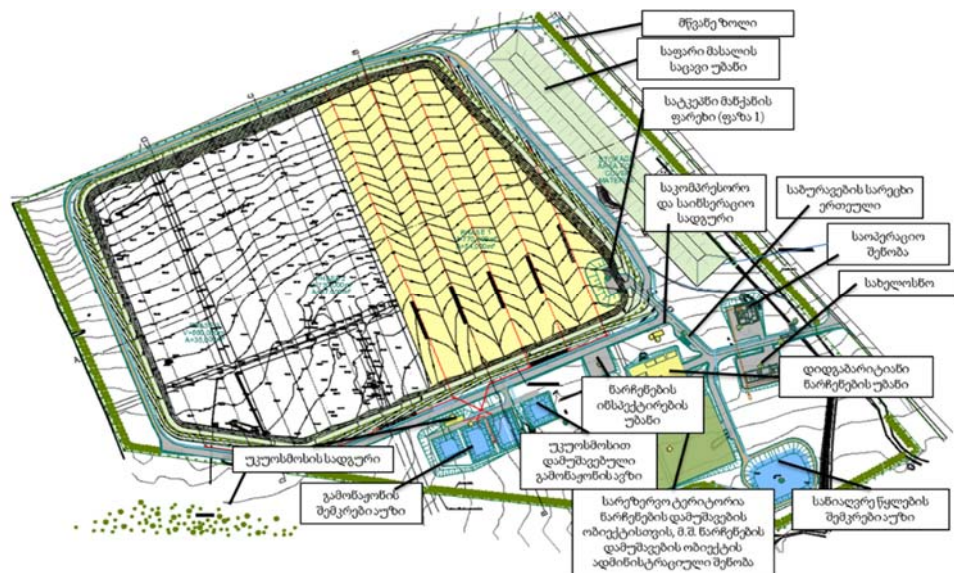 მწვანე ზოლი
საფარი მასალის
საცავი უბანი
სატკეპნი მანქანის
ფარეხი (ფაზა 1)
საკომპრესორო
და საინსერაციო
სადგური
საბურავების სარეცხი
ერთეული
საოპერაციო
შენობა
სახელოსნო
დიდგაბარიტიანი
ნარჩენების უბანი
ნარჩენების
ინსპექტირების
უბანი
უკუოსმოსის სადგური
უკუოსმოსით
დამუშავებული
გამონაჟონის ავზი
გამონაჟონის
შემკრები აუზი
სარეზერვო ტერიტორია
ნარჩენების დამუშავების
ობიექტისთვის, მ.შ. ნარჩენების
დამუშავების ობიექტის
ადმინისტრაციული შენობა
სანიაღვრე წყლების
შემკრები აუზი